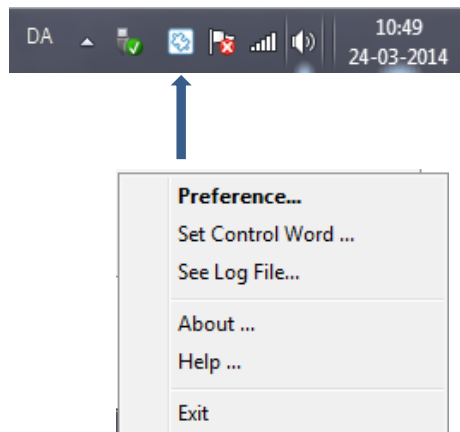 DA
10:49
24-03-2014
Preference...
Set Control Word ...
See Log File...
About ...
Help ...
Exit